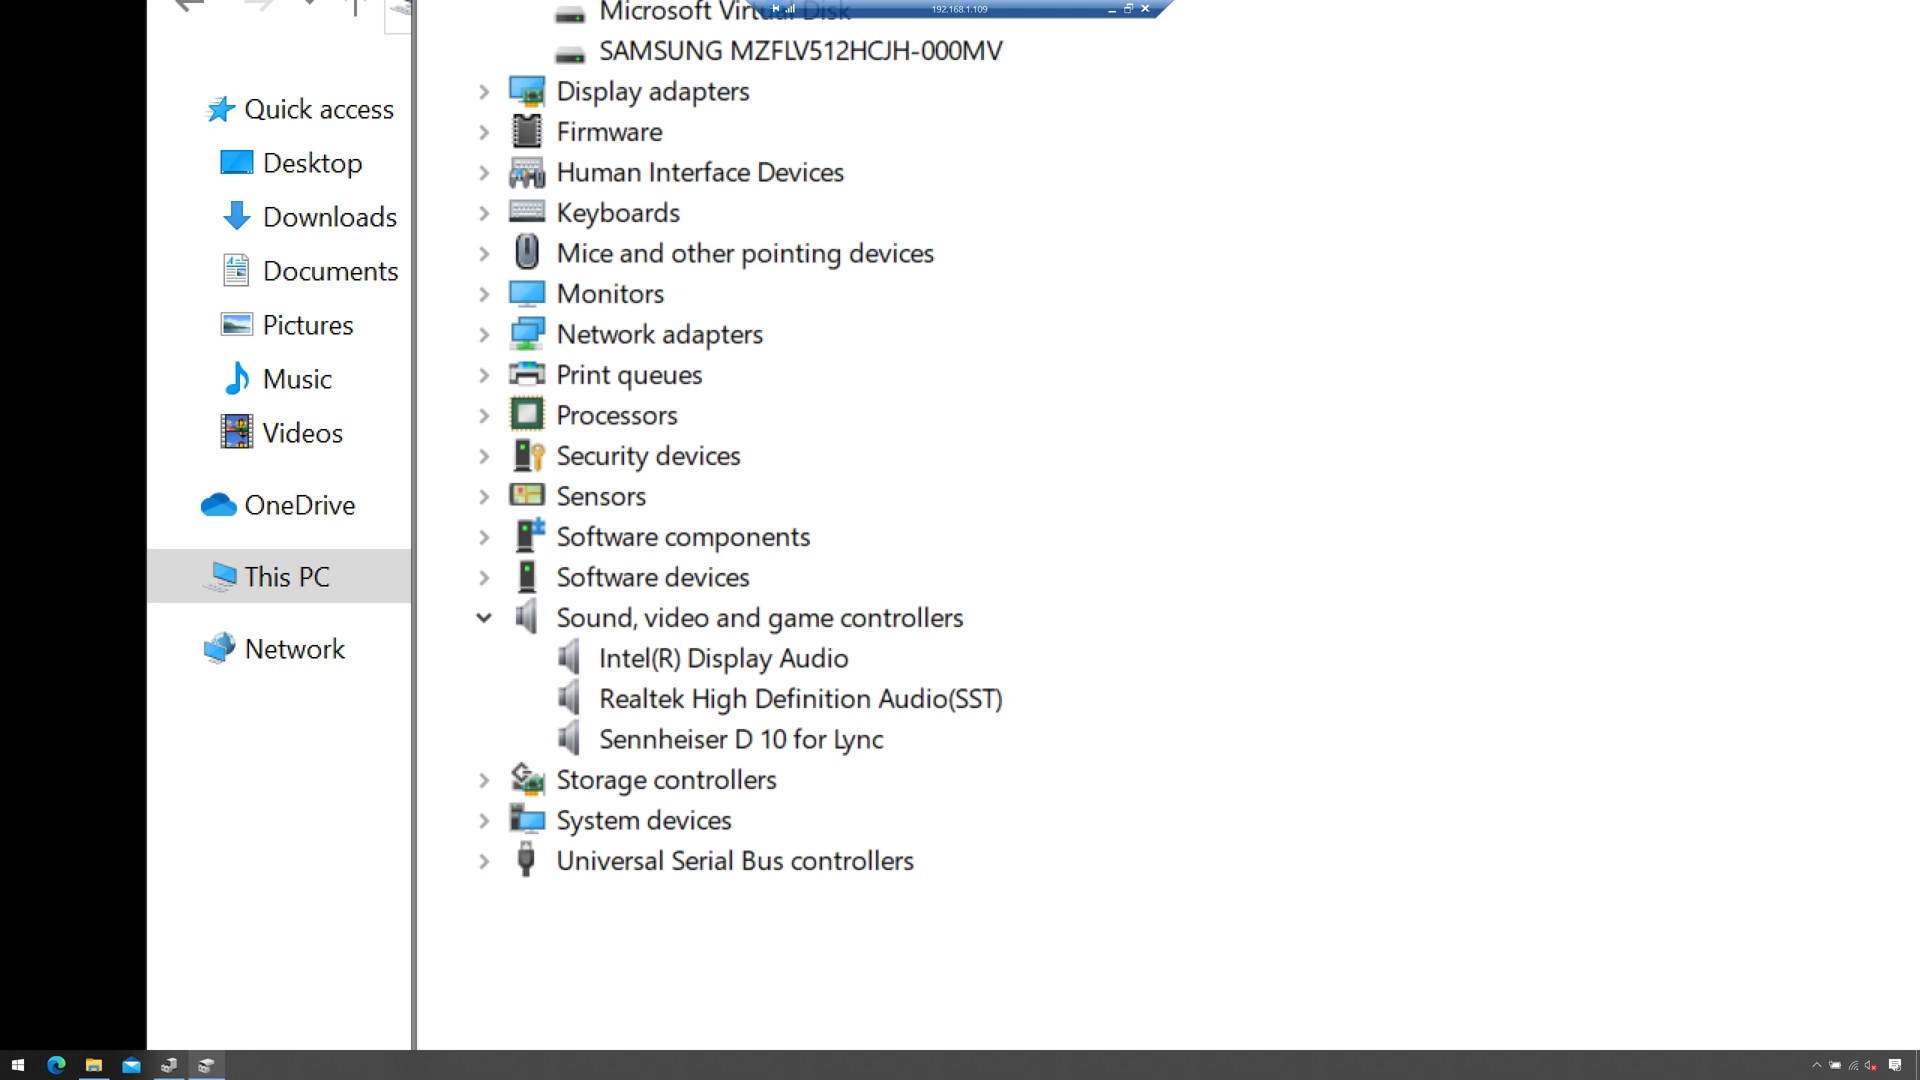 192.168.1.109
Quick access
Desktop
Downloads
Documents
Pictures
Music
Videos
OneDrive
This PC
Network
Microsoft Virtual Disk
SAMSUNG MZFLV512HCJH-000MV
Display adapters
Firmware
Human Interface Devices
Keyboards
Mice and other pointing devices
Monitors
Network adapters
Print queues
Processors
Security devices
Sensors
Software components
Software devices
Sound, video and game controllers
Intel(R) Display Audio
Realtek High Definition Audio(SST)
Sennheiser D 10 for Lync
Storage controllers
System devices
Universal Serial Bus controllers